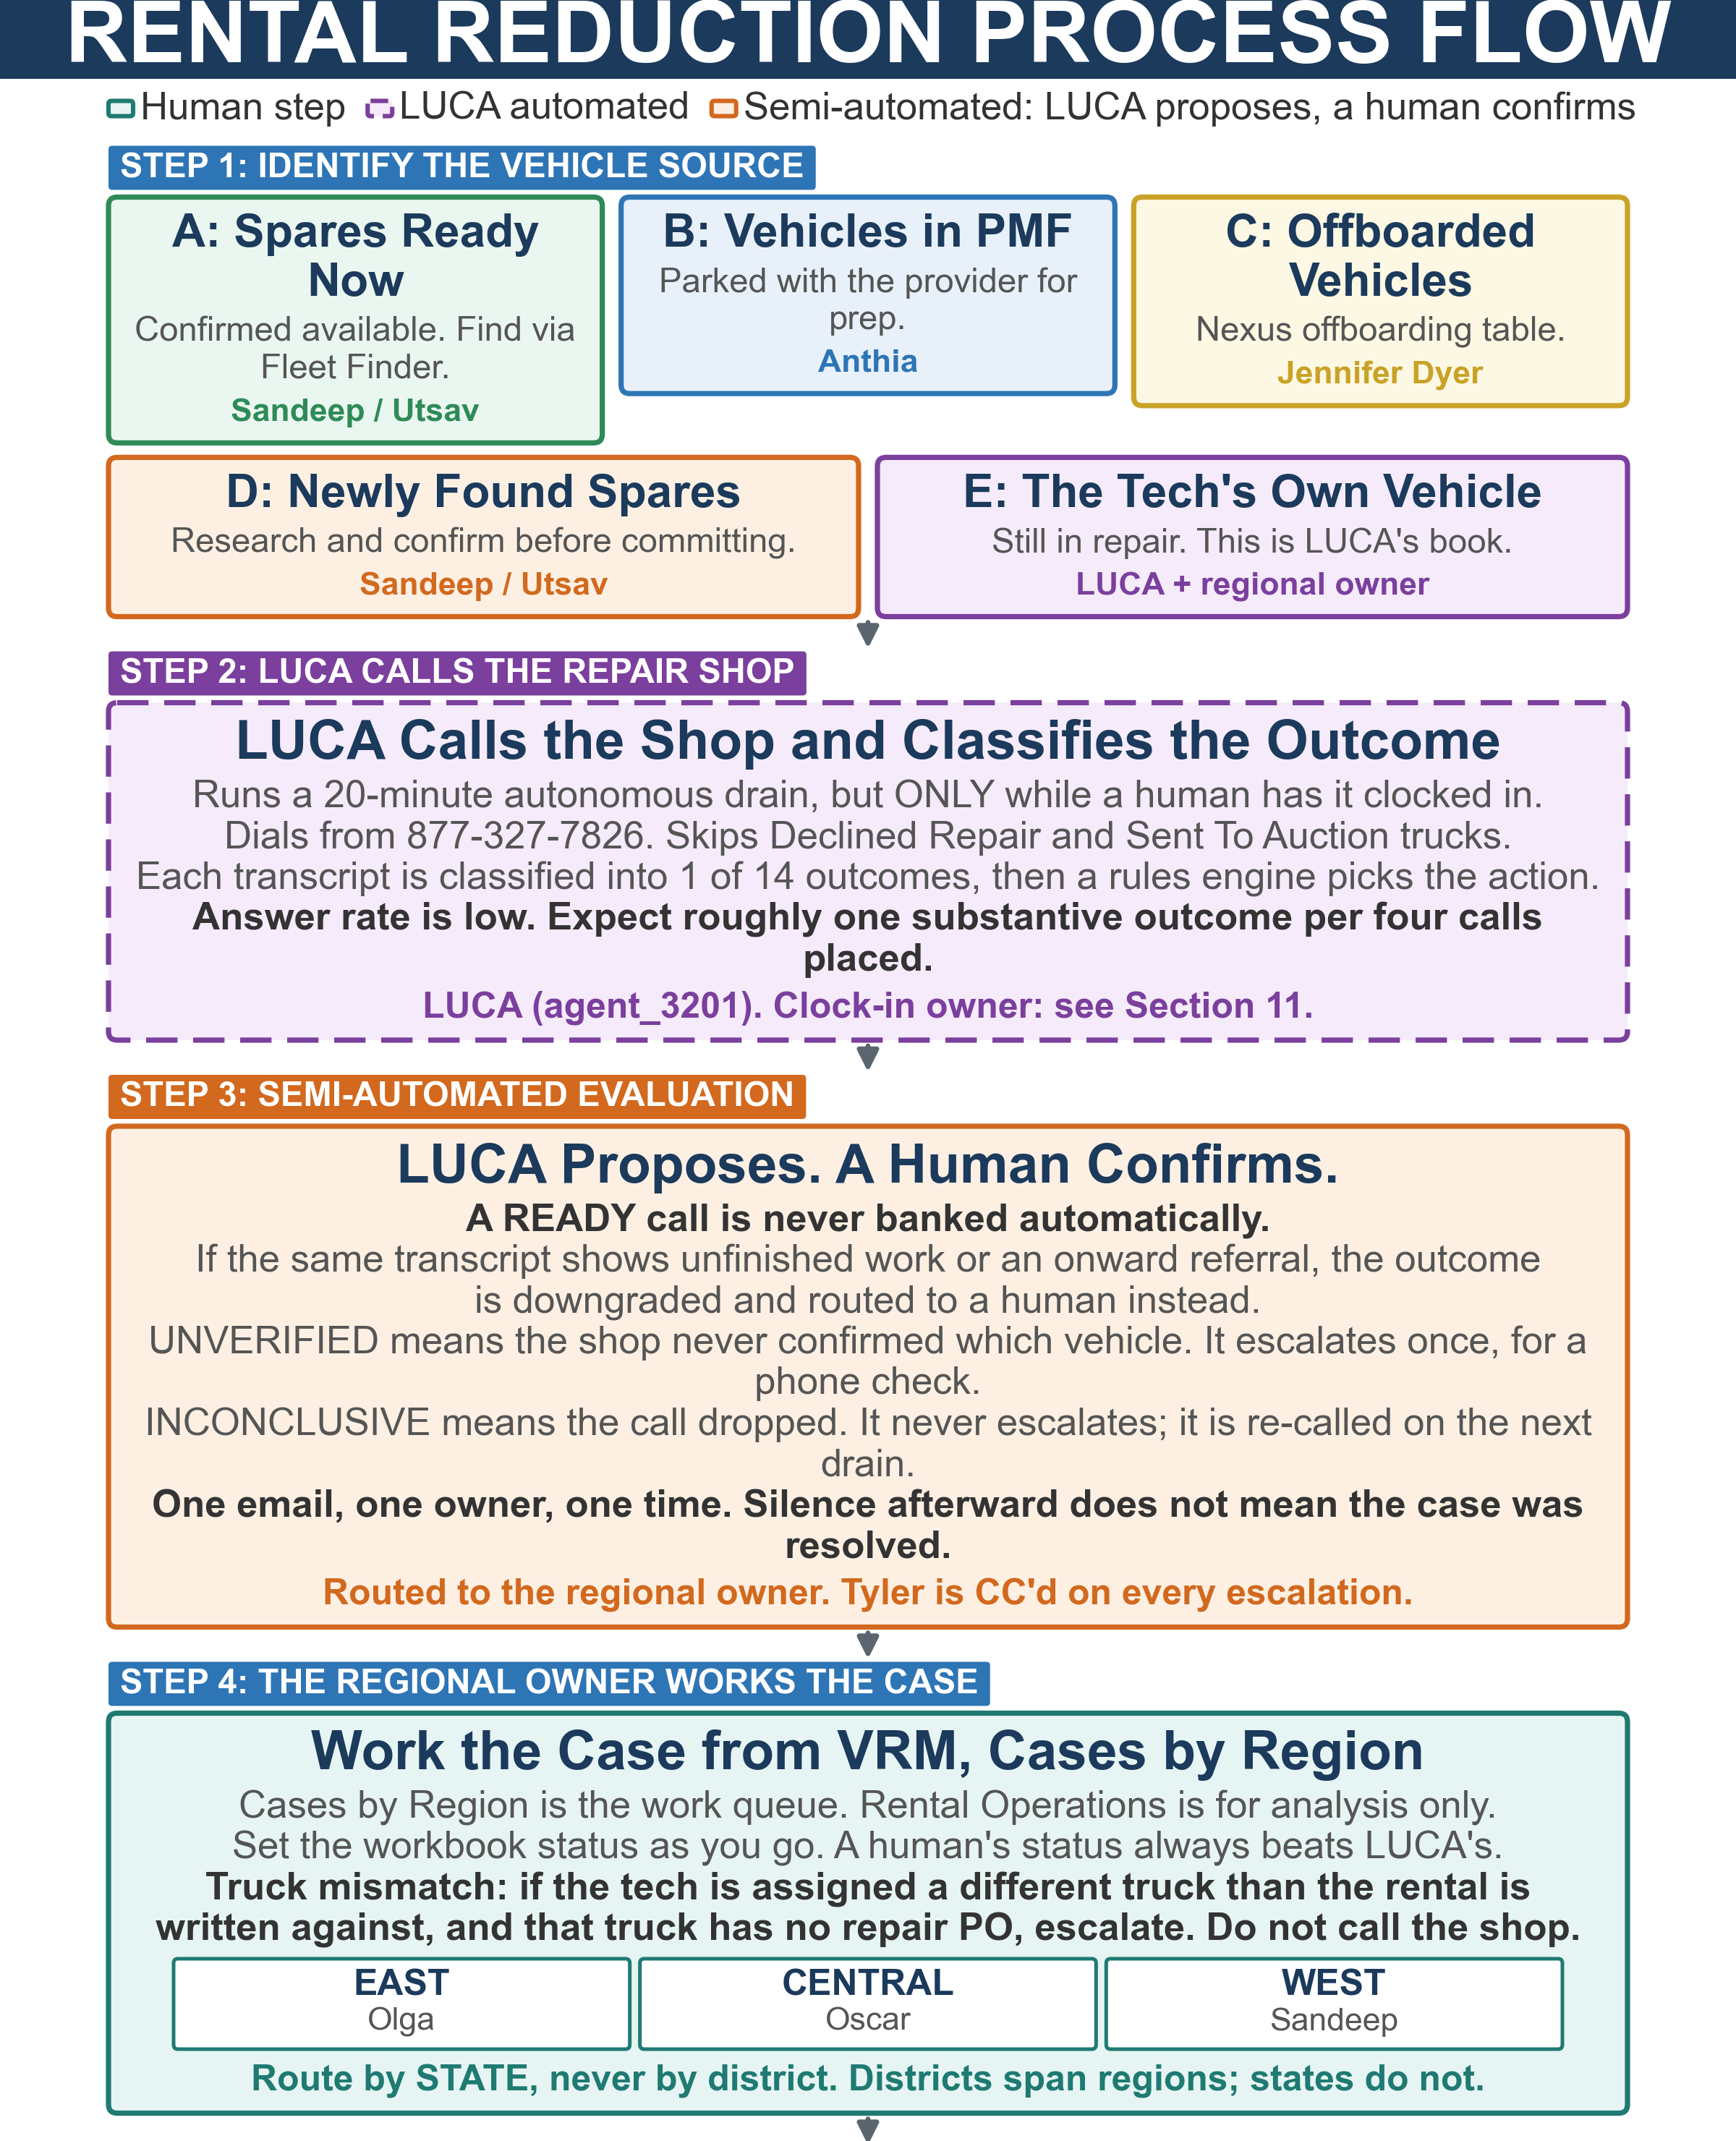 RENTAL REDUCTION PROCESS FLOW
Human step LUCA automated Semi-automated: LUCA proposes, a human confirms
STEP 1: IDENTIFY THE VEHICLE SOURCE
A: Spares Ready
Now
Confirmed available. Find via
Fleet Finder.
Sandeep / Utsav
B: Vehicles in PMF
Parked with the provider for
prep.
Anthia
C: Offboarded
Vehicles
Nexus offboarding table.
Jennifer Dyer
D: Newly Found Spares
Research and confirm before committing.
Sandeep / Utsav
E: The Tech's Own Vehicle
Still in repair. This is LUCA's book.
LUCA + regional owner
STEP 2: LUCA CALLS THE REPAIR SHOP
LUCA Calls the Shop and Classifies the Outcome
Runs a 20-minute autonomous drain, but ONLY while a human has it clocked in.
Dials from 877-327-7826. Skips Declined Repair and Sent To Auction trucks.
Each transcript is classified into 1 of 14 outcomes, then a rules engine picks the action.
Answer rate is low. Expect roughly one substantive outcome per four calls
placed.
LUCA (agent_3201). Clock-in owner: see Section 11.
STEP 3: SEMI-AUTOMATED EVALUATION
LUCA Proposes. A Human Confirms.
A READY call is never banked automatically.
If the same transcript shows unfinished work or an onward referral, the outcome
is downgraded and routed to a human instead.
UNVERIFIED means the shop never confirmed which vehicle. It escalates once, for a
phone check.
INCONCLUSIVE means the call dropped. It never escalates; it is re-called on the next
drain.
One email, one owner, one time. Silence afterward does not mean the case was
resolved.
Routed to the regional owner. Tyler is CC'd on every escalation.
STEP 4: THE REGIONAL OWNER WORKS THE CASE
Work the Case from VRM, Cases by Region
Cases by Region is the work queue. Rental Operations is for analysis only.
Set the workbook status as you go. A human's status always beats LUCA's.
Truck mismatch: if the tech is assigned a different truck than the rental is
written against, and that truck has no repair PO, escalate. Do not call the shop.
EAST
Olga
CENTRAL
Oscar
WEST
Sandeep
Route by STATE, never by district. Districts span regions; states do not.